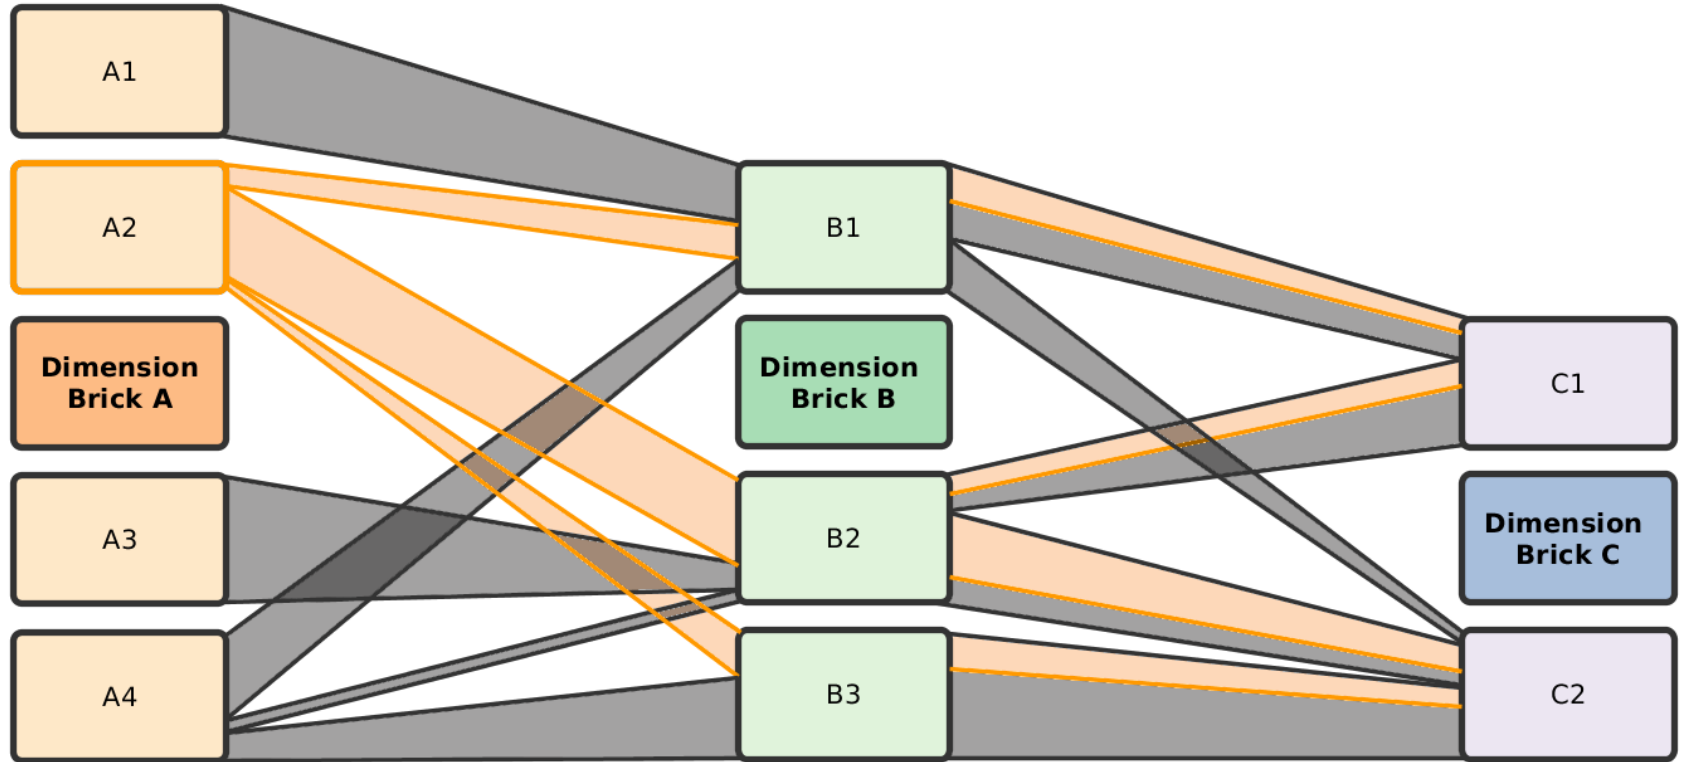 A1
A2
Dimension
Brick A
A3
A4
B1
Dimension
Brick B
B2
B3
C1
Dimension
Brick C
C2